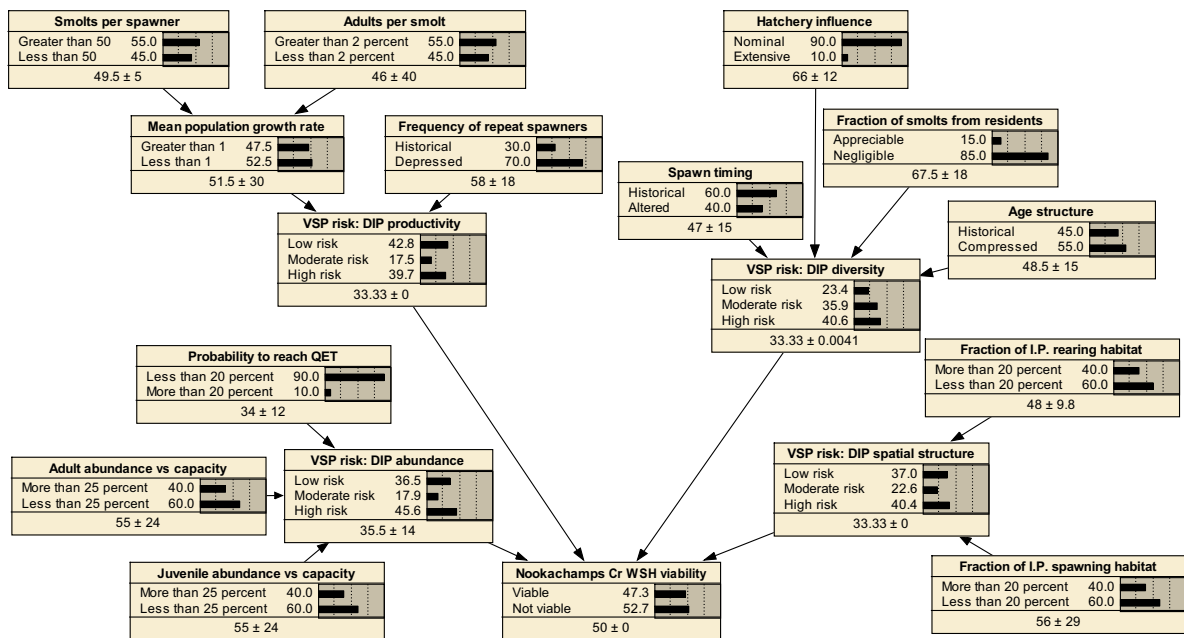 Smolts per spawner
Greater than 50 55.0
Less than 50 45.0
49.5 ± 5
Adults per smolt
Greater than 2 percent 55.0
Less than 2 percent 45.0
46 ± 40
Hatchery influence
Nominal 90.0
Extensive 10.0
66 ± 12
Mean population growth rate
Greater than 1 47.5
Less than 1 52.5
51.5 ± 30
Frequency of repeat spawners
Historical 30.0
Depressed 70.0
58 ± 18
Fraction of smolts from residents
Appreciable 15.0
Negligible 85.0
67.5 ± 18
Spawn timing
Historical 60.0
Altered 40.0
47 ± 15
Age structure
Historical 45.0
Compressed 55.0
48.5 ± 15
VSP risk: DIP productivity
Low risk 42.8
Moderate risk 17.5
High risk 39.7
33.33 ± 0
VSP risk: DIP diversity
Low risk 23.4
Moderate risk 35.9
High risk 40.6
33.33 ± 0.0041
Probability to reach QET
Less than 20 percent 90.0
More than 20 percent 10.0
34 ± 12
Fraction of I.P. rearing habitat
More than 20 percent 40.0
Less than 20 percent 60.0
48 ± 9.8
Adult abundance vs capacity
More than 25 percent 40.0
Less than 25 percent 60.0
55 ± 24
VSP risk: DIP abundance
Low risk 36.5
Moderate risk 17.9
High risk 45.6
35.5 ± 14
VSP risk: DIP spatial structure
Low risk 37.0
Moderate risk 22.6
High risk 40.4
33.33 ± 0
Juvenile abundance vs capacity
More than 25 percent 40.0
Less than 25 percent 60.0
55 ± 24
Nookachamps Cr WSH viability
Viable 47.3
Not viable 52.7
50 ± 0
Fraction of I.P. spawning habitat
More than 20 percent 40.0
Less than 20 percent 60.0
56 ± 29